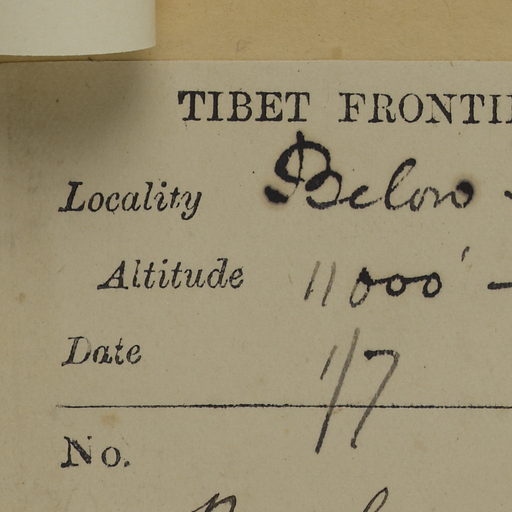 TIBET FRONTI
Locality Below
Altitude 11000' -
Date 1/7
No.